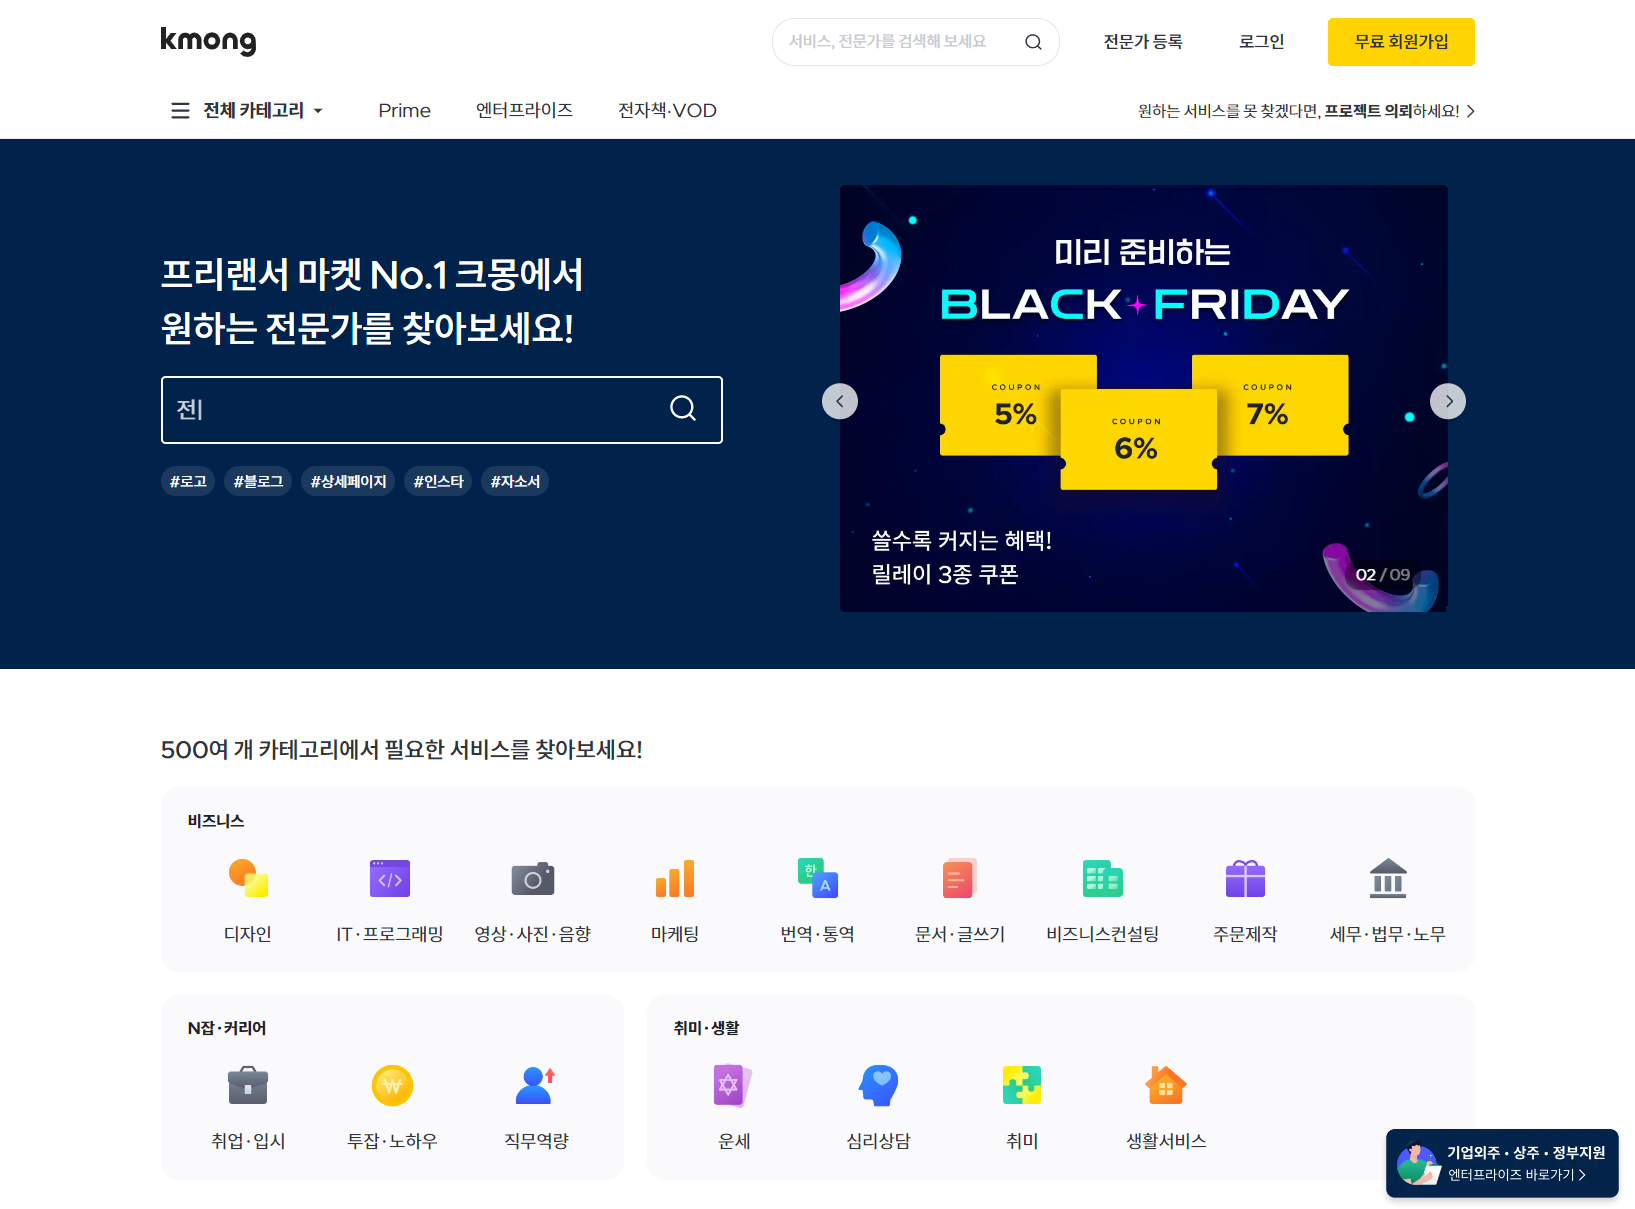 kmong
서비스, 전문가를 검색해 보세요
전문가 등록
로그인
무료 회원가입
전체 카테고리
Prime
엔터프라이즈
전자책·VOD
원하는 서비스를 못 찾겠다면, 프로젝트 의뢰하세요!
프리랜서 마켓 No.1 크몽에서
원하는 전문가를 찾아보세요!
전
#로고
#블로그
#상세페이지
#인스타
#자소서
미리 준비하는
BLACK FRIDAY
COUPON
5%
COUPON
6%
COUPON
7%
쓸수록 커지는 혜택!
릴레이 3종 쿠폰
02 / 09
500여 개 카테고리에서 필요한 서비스를 찾아보세요!
비즈니스
한
A
디자인
IT·프로그래밍
영상·사진·음향
마케팅
번역·통역
문서·글쓰기
비즈니스컨설팅
주문제작
세무·법무·노무
N잡·커리어
취업·입시
투잡·노하우
직무역량
취미·생활
운세
심리상담
취미
생활서비스
기업외주 • 상주 • 정부지원
엔터프라이즈 바로가기